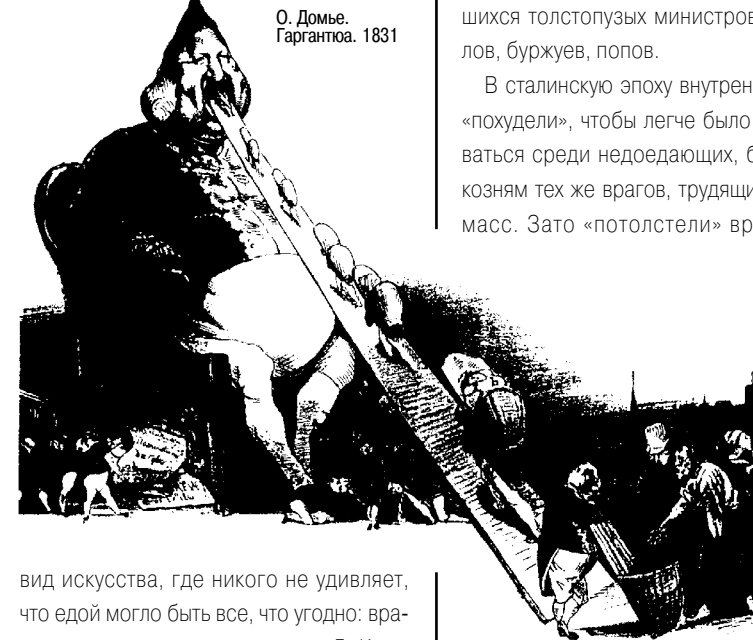 О. Домье.
Гаргантюа. 1831
вид искусства, где никого не удивляет,
что едой могло быть все, что угодно: вра-
шихся толстопузых министров
лов, буржуев, попов.
В сталинскую эпоху внутрен
«похудели», чтобы легче было
ваться среди недоедающих, б
козням тех же врагов, трудящи
масс. Зато «потолстели» вр